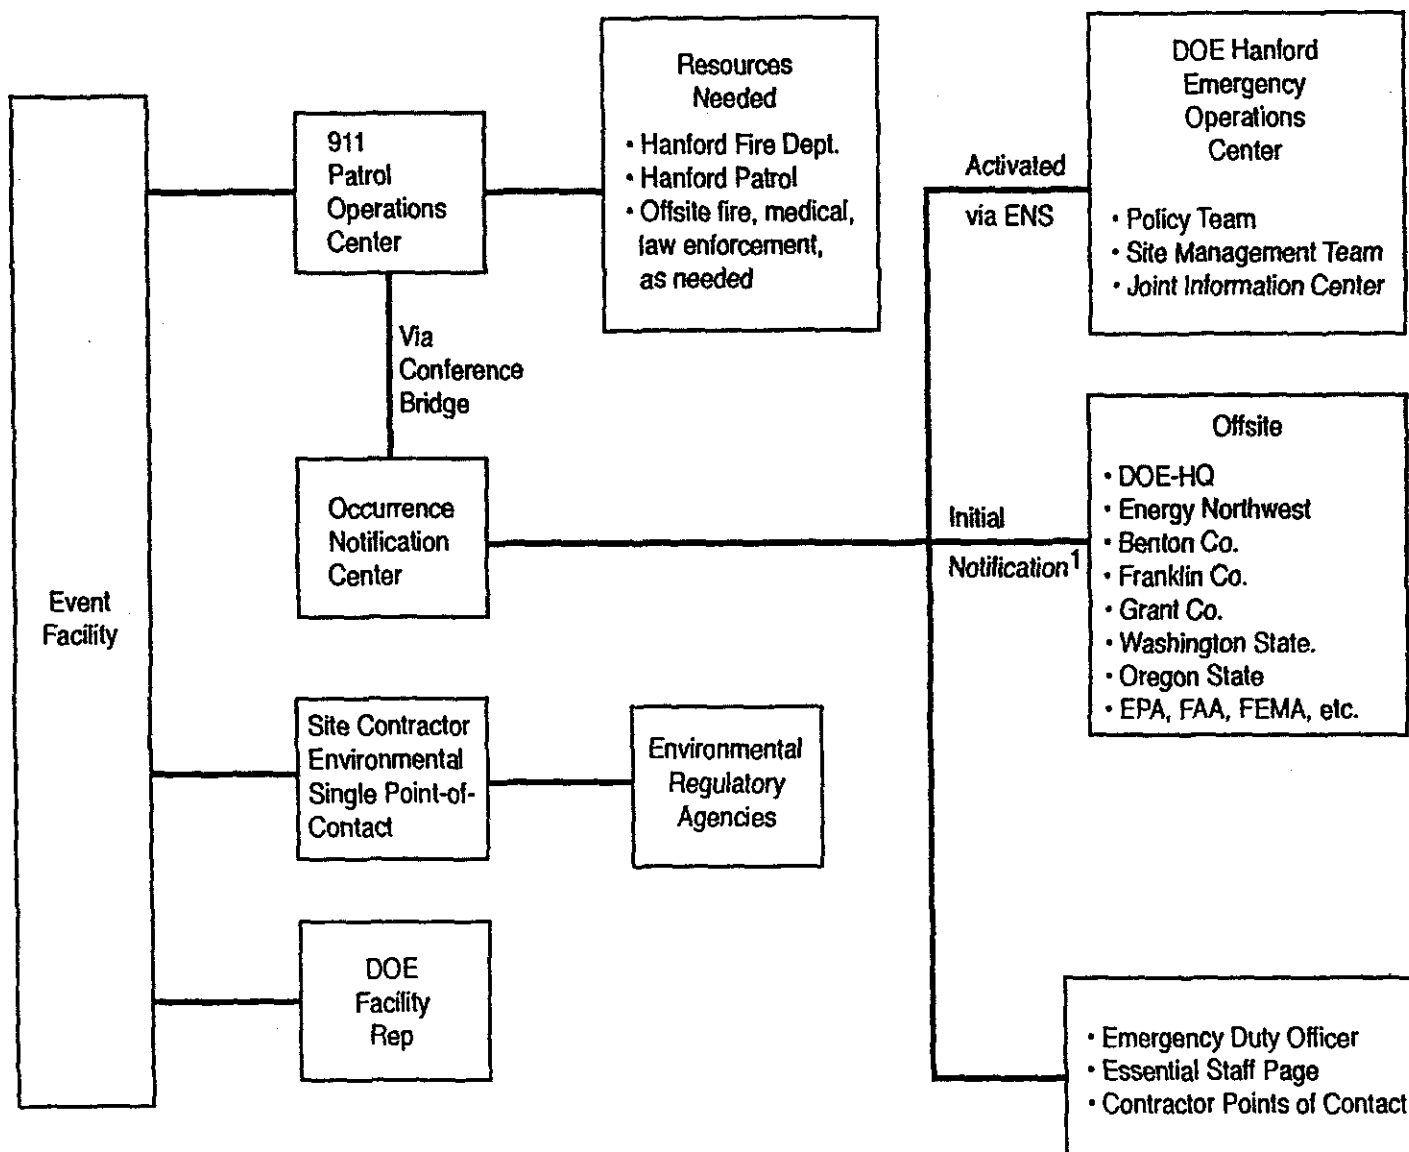 Event
Facility
911
Patrol
Operations
Center
Resources
Needed
• Hanford Fire Dept.
• Hanford Patrol
• Offsite fire, medical,
law enforcement,
as needed
Via
Conference
Bridge
Occurrence
Notification
Center
Activated
via ENS
DOE Hanford
Emergency
Operations
Center
• Policy Team
• Site Management Team
• Joint Information Center
Initial
Notification1
Offsite
• DOE-HQ
• Energy Northwest
• Benton Co.
• Franklin Co.
• Grant Co.
• Washington State.
• Oregon State
• EPA, FAA, FEMA, etc.
Site Contractor
Environmental
Single Point-of-
Contact
Environmental
Regulatory
Agencies
DOE
Facility
Rep
• Emergency Duty Officer
• Essential Staff Page
• Contractor Points of Contact